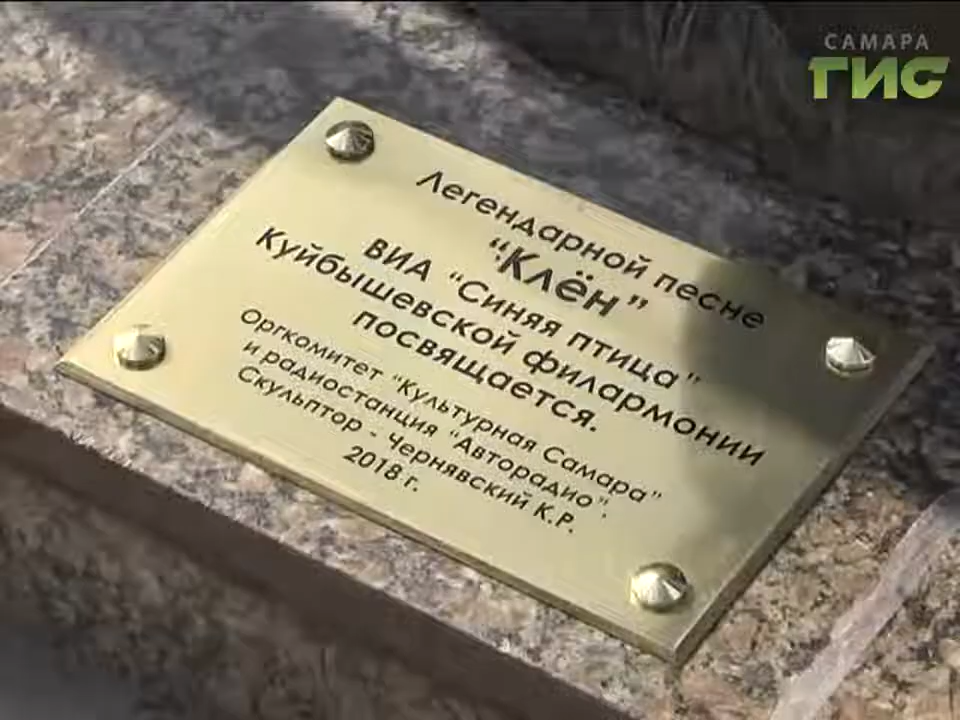 САМАРА
ГИС
Легендарной песне
“Клён”
ВИА “Синяя птица”
Куйбышевской филармонии
посвящается.
Оргкомитет “Культурная Самара”
и радиостанция “Авторадио”.
Скульптор - Чернявский К.Р.
2018 г.